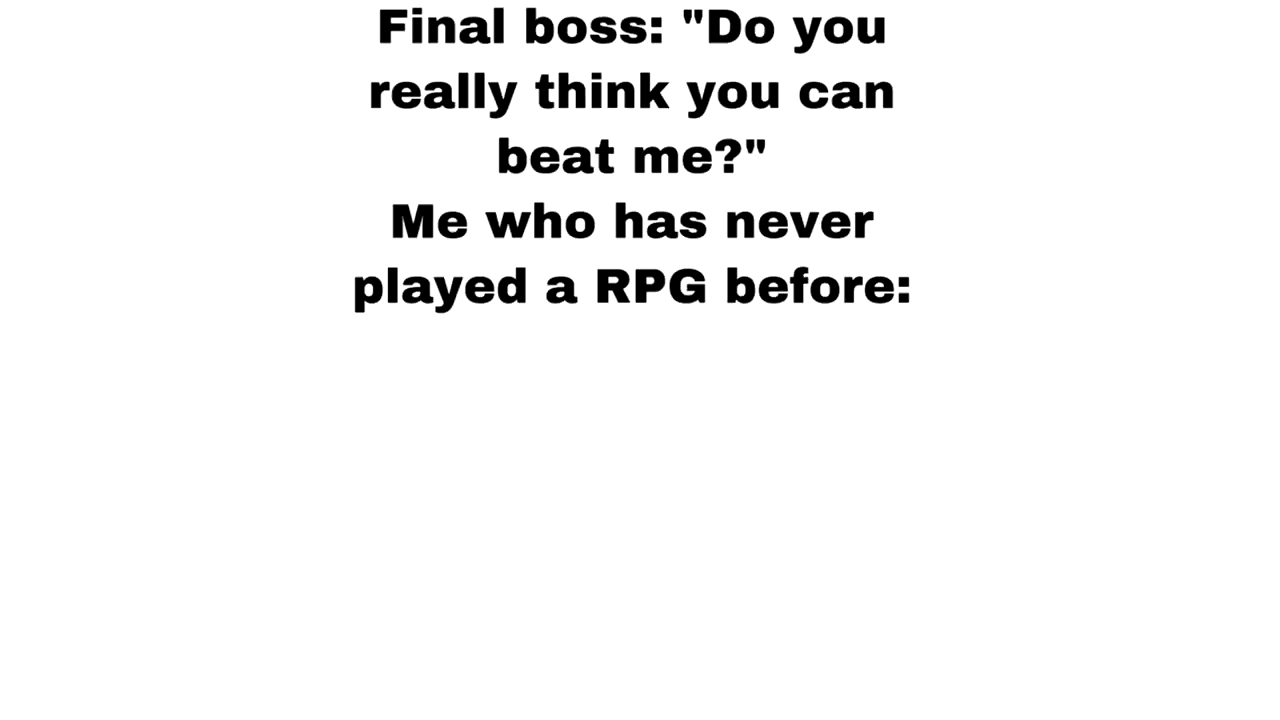 Final boss: "Do you
really think you can
beat me?"
Me who has never
played a RPG before: